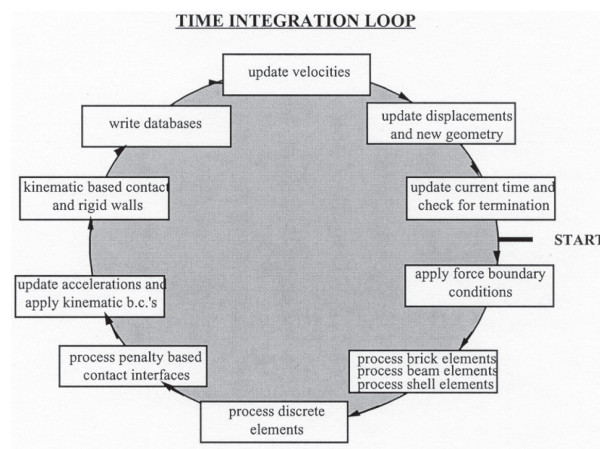 TIME INTEGRATION LOOP
update velocities
update displacements
and new geometry
update current time and
check for termination
START
apply force boundary
conditions
process brick elements
process beam elements
process shell elements
process discrete
elements
process penalty based
contact interfaces
update accelerations and
apply kinematic b.c.'s
kinematic based contact
and rigid walls
write databases